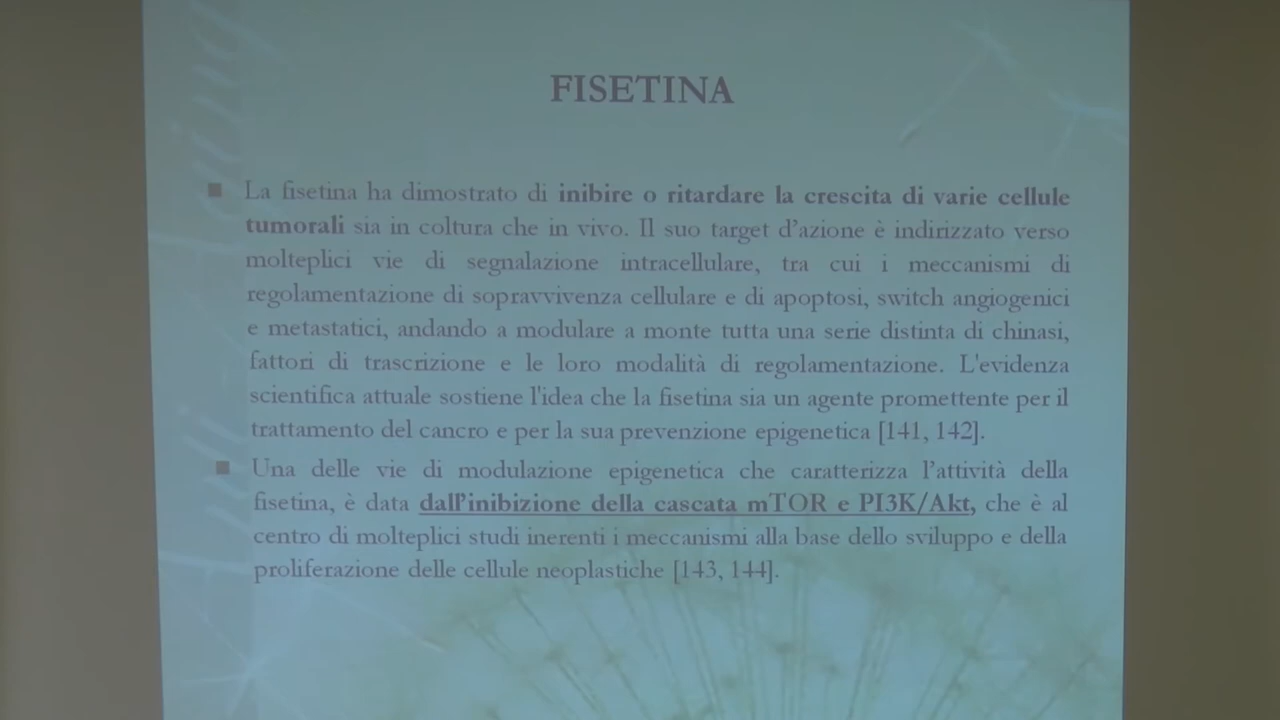 FISETINA
La fisetina ha dimostrato di inibire o ritardare la crescita di varie cellule
tumorali sia in coltura che in vivo. Il suo target d'azione è indirizzato verso
molteplici vie di segnalazione intracellulare, tra cui i meccanismi di
regolamentazione di sopravvivenza cellulare e di apoptosi, switch angiogenici
e metastatici, andando a modulare a monte tutta una serie distinta di chinasi,
fattori di trascrizione e le loro modalità di regolamentazione. L'evidenza
scientifica attuale sostiene l'idea che la fisetina sia un agente promettente per il
trattamento del cancro e per la sua prevenzione epigenetica [141, 142].
Una delle vie di modulazione epigenetica che caratterizza l'attività della
fisetina, è data dall'inibizione della cascata mTOR e PI3K/Akt, che è al
centro di molteplici studi inerenti i meccanismi alla base dello sviluppo e della
proliferazione delle cellule neoplastiche [143, 144].